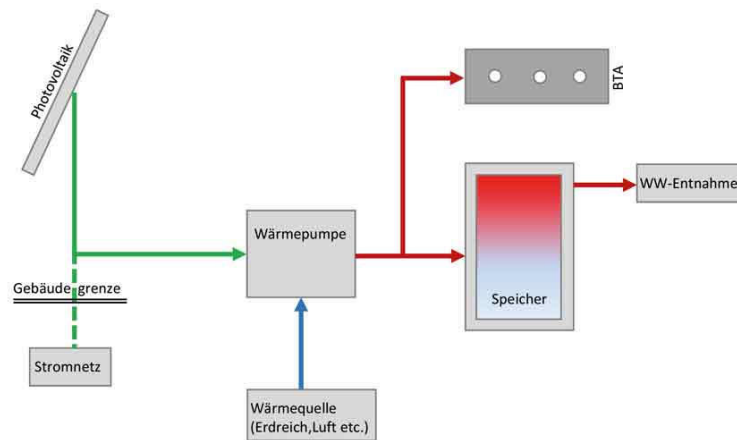 Photovoltaik
BTA
WW-Entnahme
Wärmepumpe
Speicher
Gebäude grenze
Stromnetz
Wärmequelle
(Erdreich,Luft etc.)